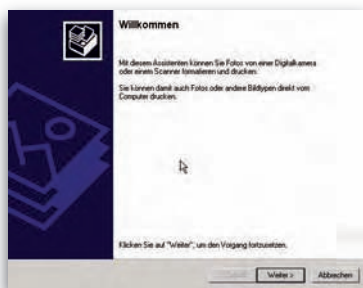 Willkommen
Mit diesem Assistenten können Sie Fotos von einer Digitalkamera
oder einem Scanner formatieren und drucken.
Sie können damit auch Fotos oder andere Bildtypen direkt vom
Computer drucken.
Klicken Sie auf "Weiter", um den Vorgang fortzusetzen.
Weiter >
Abbrechen